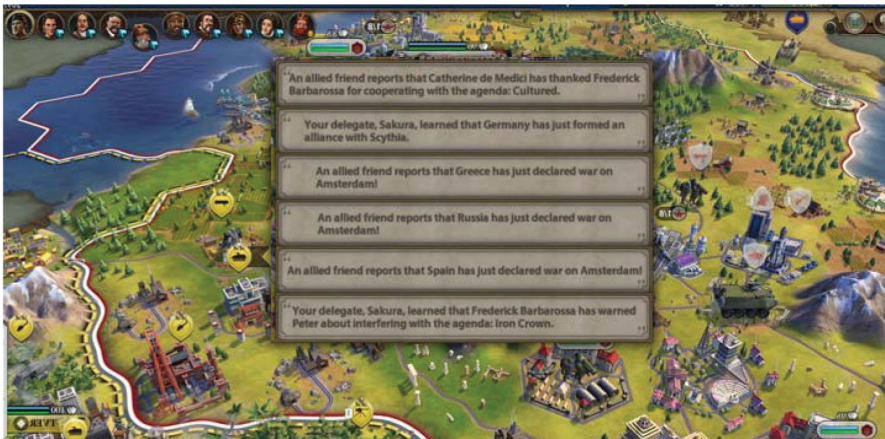 An allied friend reports that Catherine de Medici has thanked Frederick
Barbarossa for cooperating with the agenda: Cultured.
Your delegate, Sakura, learned that Germany has just formed an
alliance with Scythia.
An allied friend reports that Greece has just declared war on
Amsterdam!
An allied friend reports that Russia has just declared war on
Amsterdam!
An allied friend reports that Spain has just declared war on Amsterdam!
Your delegate, Sakura, learned that Frederick Barbarossa has warned
Peter about interfering with the agenda: Iron Crown.
100
TVER